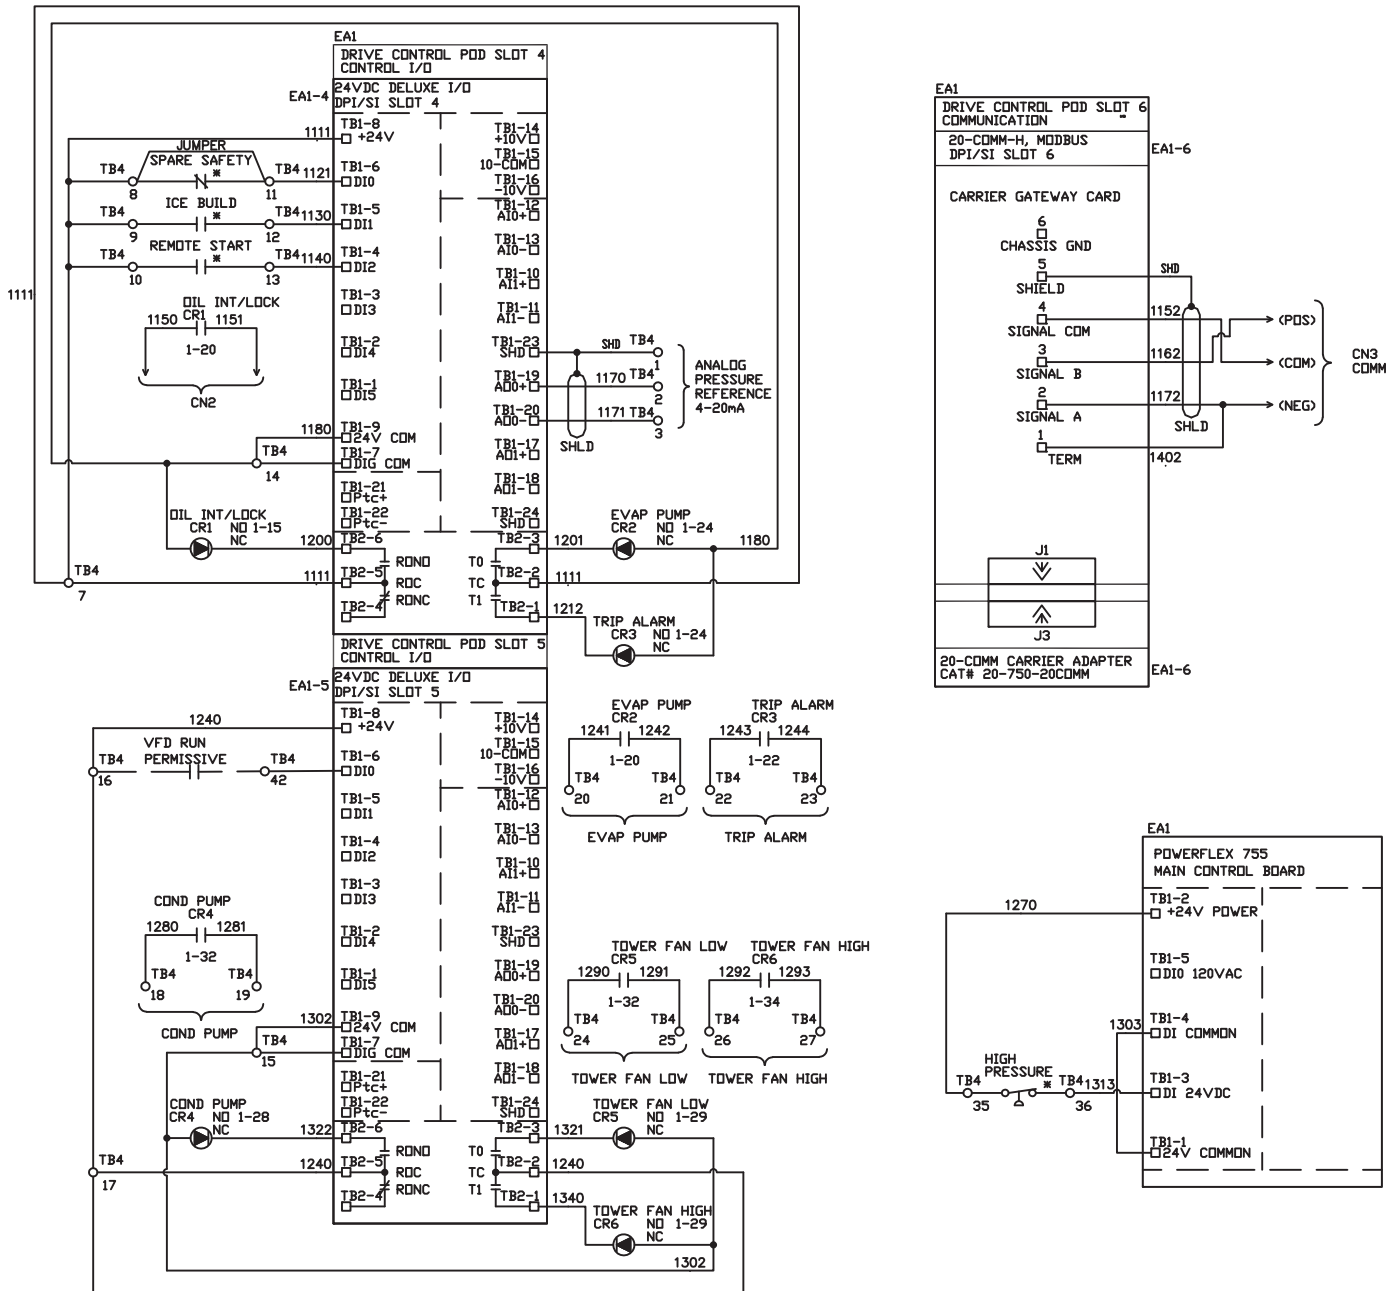 EA1
DRIVE CONTROL POD SLOT 4
CONTROL I/O
EA1-4
24VDC DELUXE I/O
DPI/SI SLOT 4
1111
TB1-8
+24V
TB1-14
+10V
JUMPER
SPARE SAFETY
*
TB4
8
TB4
11
1121
TB1-6
DI0
TB1-15
10-COM
TB1-16
-10V
ICE BUILD
*
TB4
9
TB4
12
1130
TB1-5
DI1
TB1-12
AI0+
REMOTE START
*
TB4
10
TB4
13
1140
TB1-4
DI2
TB1-13
AI0-
TB1-10
AI1+
1111
OIL INT/LOCK
CR1
1150
1151
1-20
CN2
TB1-3
DI3
TB1-11
AI1-
TB1-2
DI4
TB1-23
SHD
SHD
TB4
1
TB1-1
DI5
TB1-19
AO0+
1170
TB4
2
TB1-20
AO0-
1171
TB4
3
ANALOG
PRESSURE
REFERENCE
4-20mA
SHLD
1180
TB1-9
24V COM
TB4
14
TB1-7
DIG COM
TB1-17
AO1+
TB1-18
AO1-
TB1-21
Ptc+
TB1-22
Ptc-
TB1-24
SHD
OIL INT/LOCK
CR1
NO 1-15
NC
1200
TB2-6
RONO
TB2-3
T0
1201
EVAP PUMP
CR2
NO 1-24
NC
1180
TB4
7
1111
TB2-5
ROC
TC
TB2-2
1111
TB2-4
RONC
T1
TB2-1
1212
TRIP ALARM
CR3
NO 1-24
NC
DRIVE CONTROL POD SLOT 5
CONTROL I/O
EA1-5
24VDC DELUXE I/O
DPI/SI SLOT 5
1240
TB1-8
+24V
TB1-14
+10V
VFD RUN
PERMISSIVE
TB4
16
TB4
42
TB1-6
DI0
TB1-15
10-COM
TB1-16
-10V
TB1-5
DI1
TB1-12
AI0+
TB1-4
DI2
TB1-13
AI0-
TB1-10
AI1+
TB1-3
DI3
TB1-11
AI1-
EVAP PUMP
CR2
1241
1242
1-20
TB4
20
TB4
21
EVAP PUMP
TRIP ALARM
CR3
1243
1244
1-22
TB4
22
TB4
23
TRIP ALARM
COND PUMP
CR4
1280
1281
1-32
TB4
18
TB4
19
COND PUMP
TB1-2
DI4
TB1-23
SHD
TB1-1
DI5
TB1-19
AO0+
TB1-20
AO0-
TOWER FAN LOW
CR5
1290
1291
1-32
TB4
24
TB4
25
TOWER FAN LOW
TOWER FAN HIGH
CR6
1292
1293
1-34
TB4
26
TB4
27
TOWER FAN HIGH
1302
TB1-9
24V COM
TB4
15
TB1-7
DIG COM
TB1-17
AO1+
TB1-18
AO1-
TB1-21
Ptc+
TB1-22
Ptc-
TB1-24
SHD
COND PUMP
CR4
NO 1-28
NC
1322
TB2-6
RONO
T0
TB2-3
1321
TOWER FAN LOW
CR5
NO 1-29
NC
TB4
17
1240
TB2-5
ROC
TC
TB2-2
1240
TB2-4
RONC
T1
TB2-1
1340
TOWER FAN HIGH
CR6
NO 1-29
NC
1302
EA1
DRIVE CONTROL POD SLOT 6
COMMUNICATION
20-COMM-H, MODBUS
DPI/SI SLOT 6
EA1-6
CARRIER GATEWAY CARD
6
CHASSIS GND
5
SHIELD
SHD
4
SIGNAL COM
1152
(POS)
3
SIGNAL B
1162
(COM)
CN3
COMM
2
SIGNAL A
1172
(NEG)
SHLD
1
TERM
1402
J1
J3
20-COMM CARRIER ADAPTER
CAT# 20-750-20COMM
EA1-6
EA1
POWERFLEX 755
MAIN CONTROL BOARD
1270
TB1-2
+24V POWER
TB1-5
DI0 120VAC
1303
TB1-4
DI COMMON
HIGH
PRESSURE
*
TB4
35
TB4
36
1313
TB1-3
DI 24VDC
TB1-1
24V COMMON